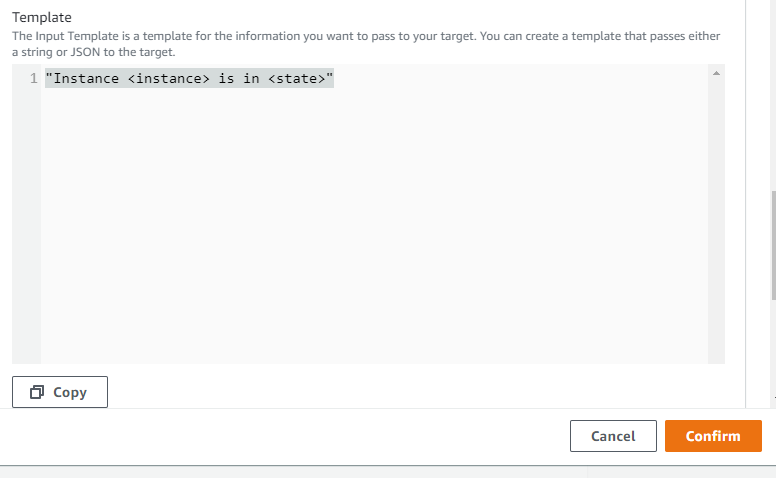 Template
The Input Template is a template for the information you want to pass to your target. You can create a template that passes either
a string or JSON to the target.
1 "Instance <instance> is in <state>"
Copy
Cancel Confirm